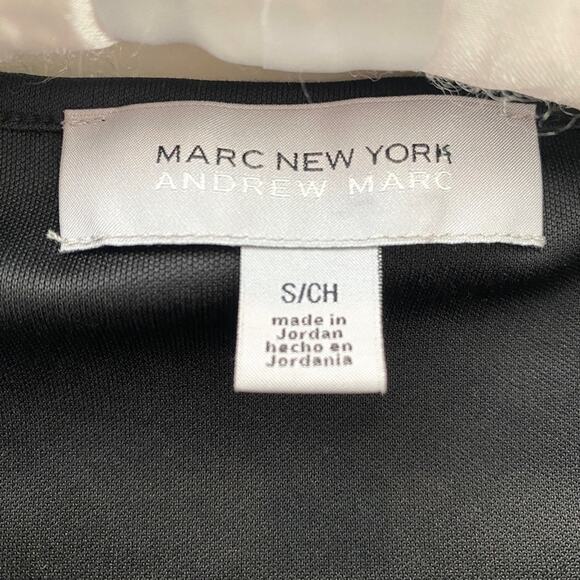 MARC NEW YORK
ANDREW MARC
S/CH
made in
Jordan
hecho en
Jordania